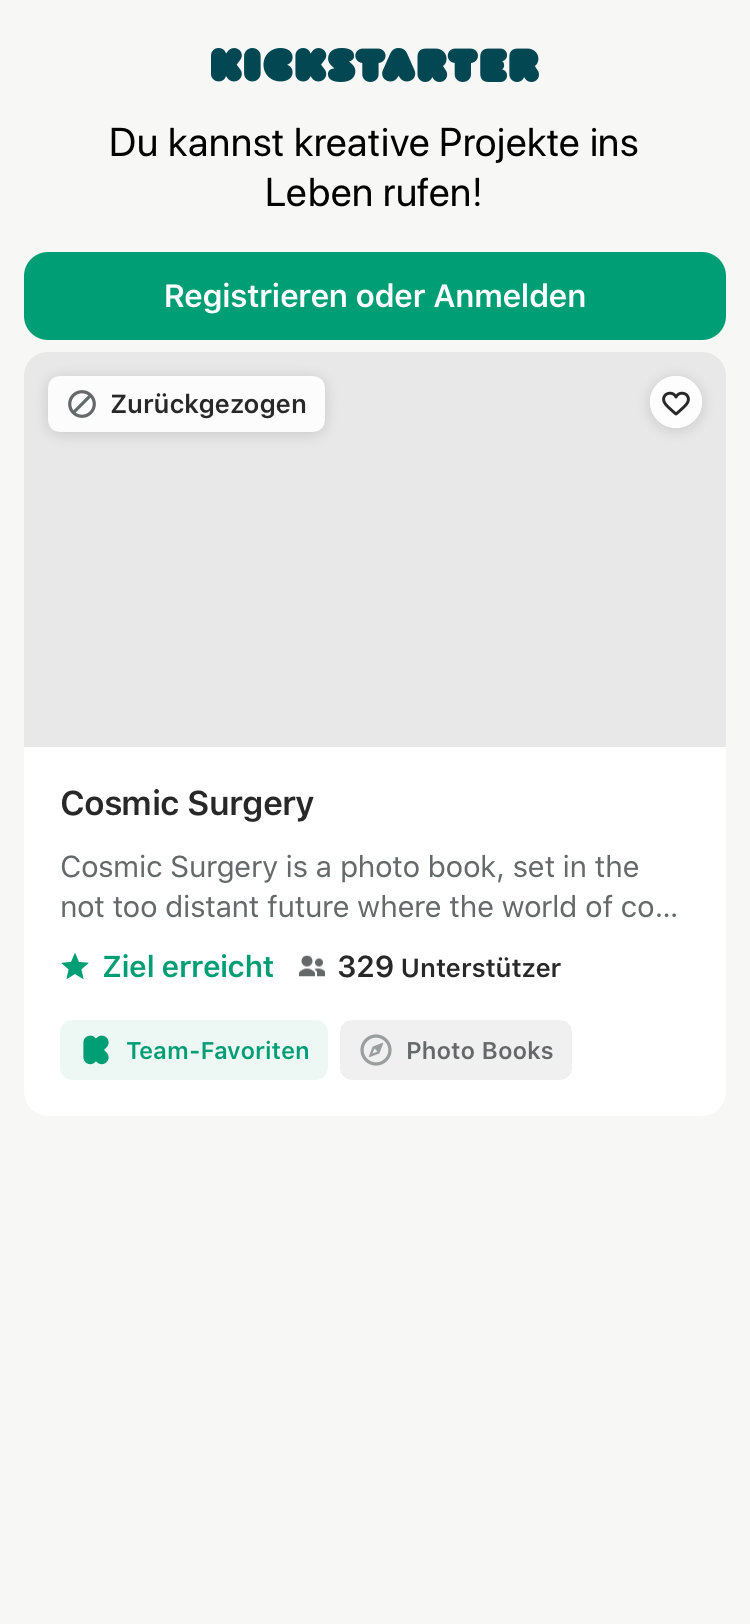 KICKSTARTER
Du kannst kreative Projekte ins
Leben rufen!
Registrieren oder Anmelden
Zurückgezogen
Cosmic Surgery
Cosmic Surgery is a photo book, set in the
not too distant future where the world of co...
Ziel erreicht 329 Unterstützer
Team-Favoriten Photo Books